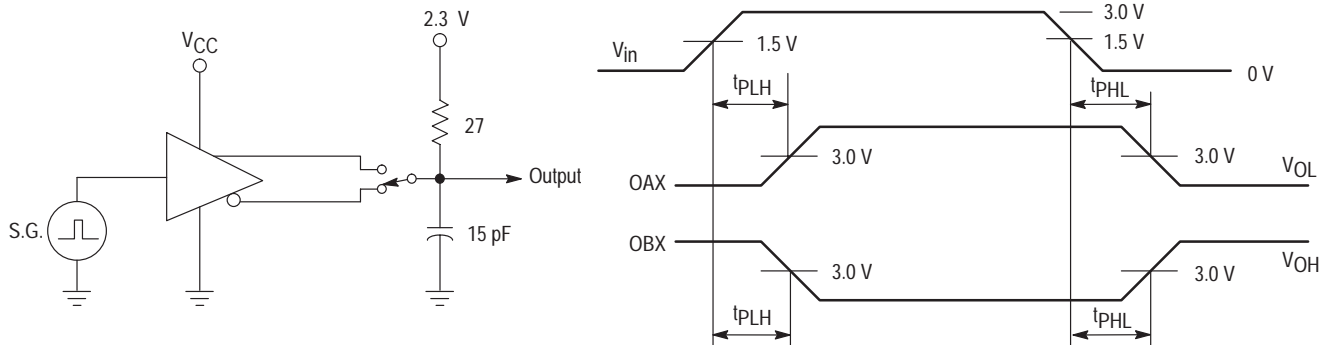 2.3 V
VCC
27
Output
S.G.
15 pF
3.0 V
Vin
1.5 V
1.5 V
0 V
tPLH
tPHL
3.0 V
3.0 V
VOL
OAX
OBX
3.0 V
3.0 V
VOH
tPLH
tPHL